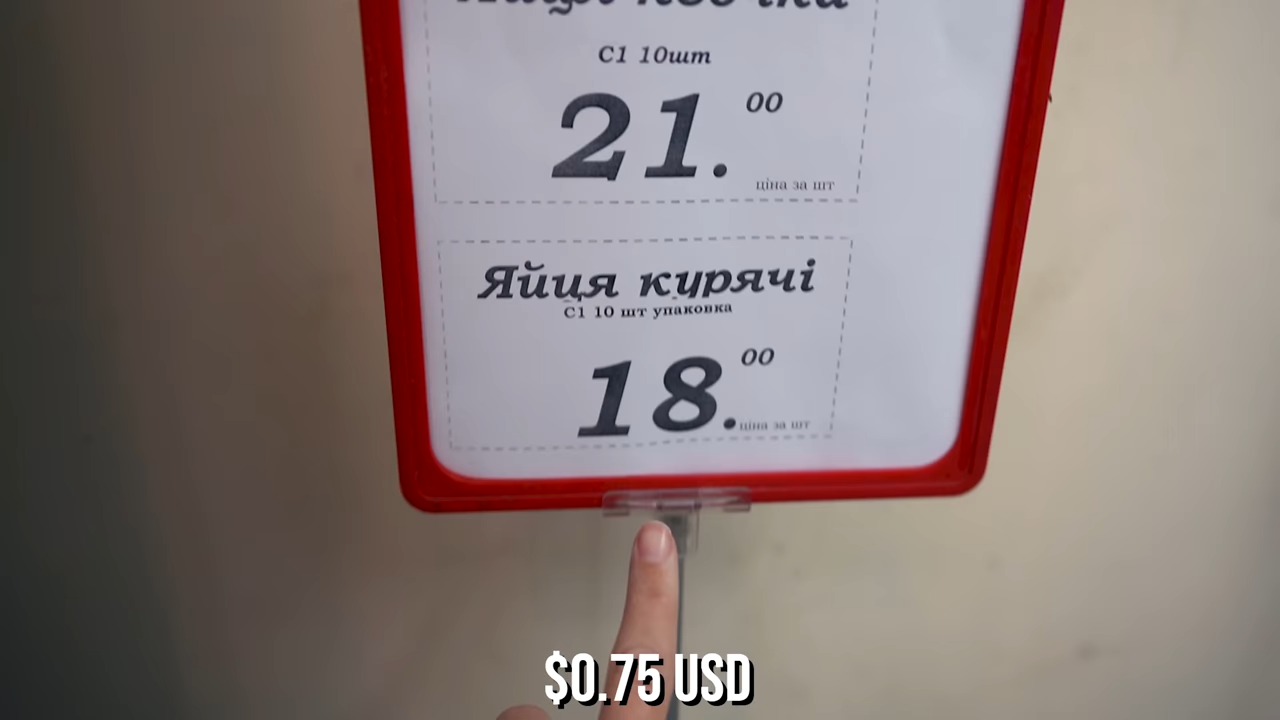 С1 10шт
21.00
ціна за шт
Яйця курячі
С1 10 шт упаковка
18.00
ціна за шт
$0.75 USD